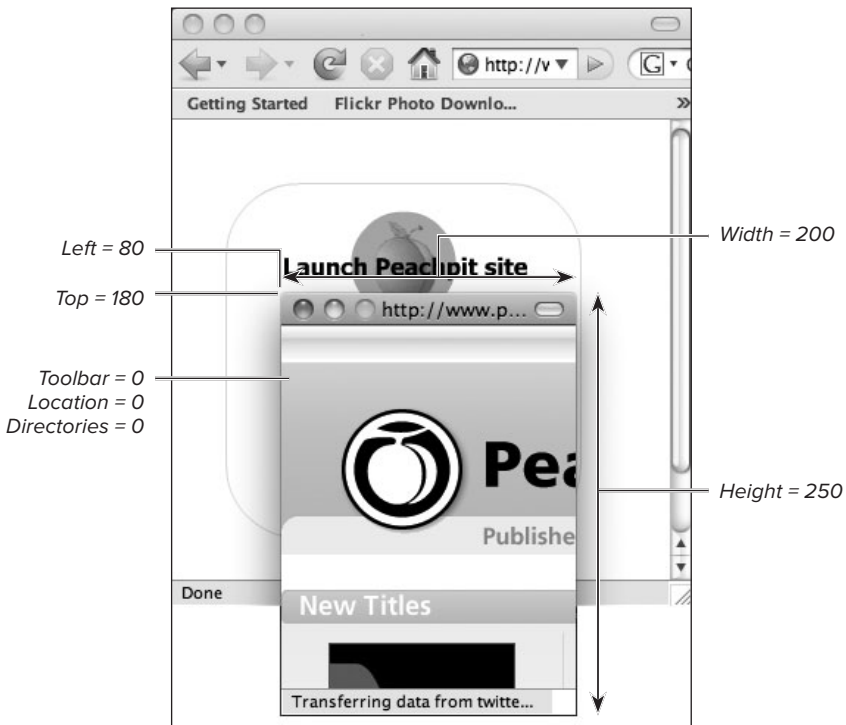 http://v
G
Getting Started Flickr Photo Downlo... »
Left = 80
Width = 200
Launch Peachpit site
Top = 180
http://www.p...
Toolbar = 0
Location = 0
Directories = 0
Pea
Height = 250
Publishe
Done
New Titles
Transferring data from twitte...